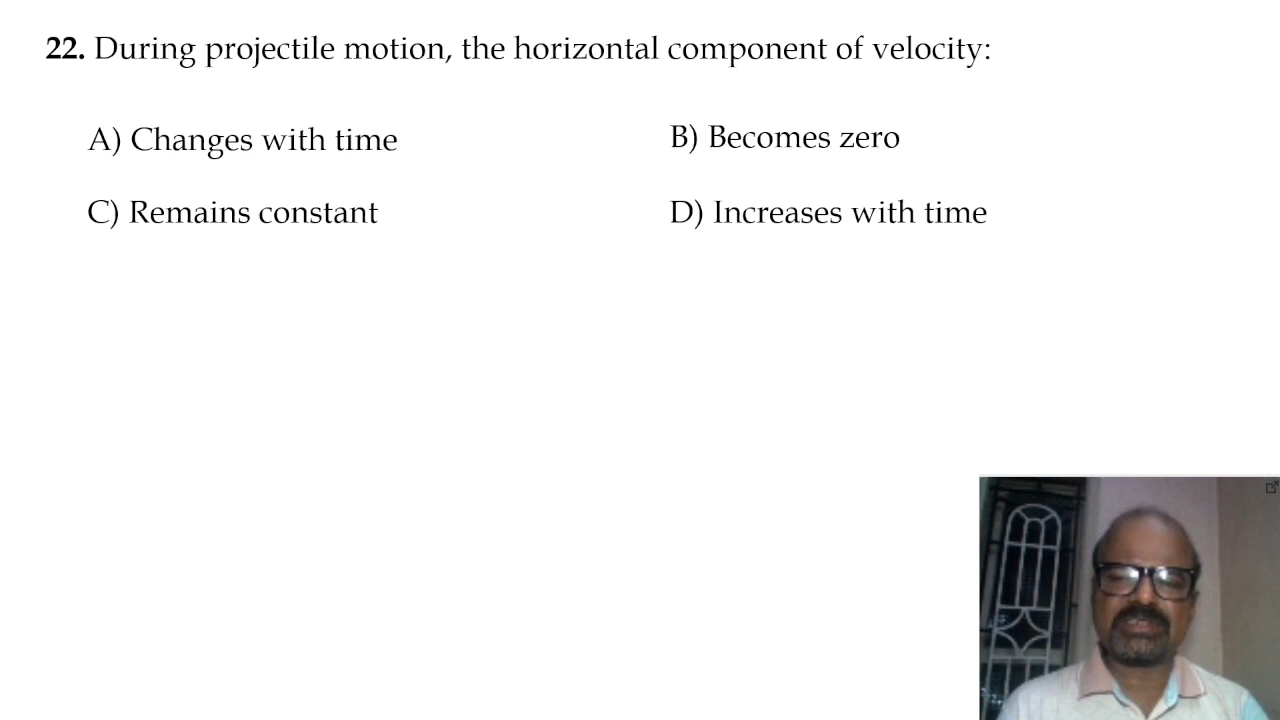 22. During projectile motion, the horizontal component of velocity:
A) Changes with time
B) Becomes zero
C) Remains constant
D) Increases with time